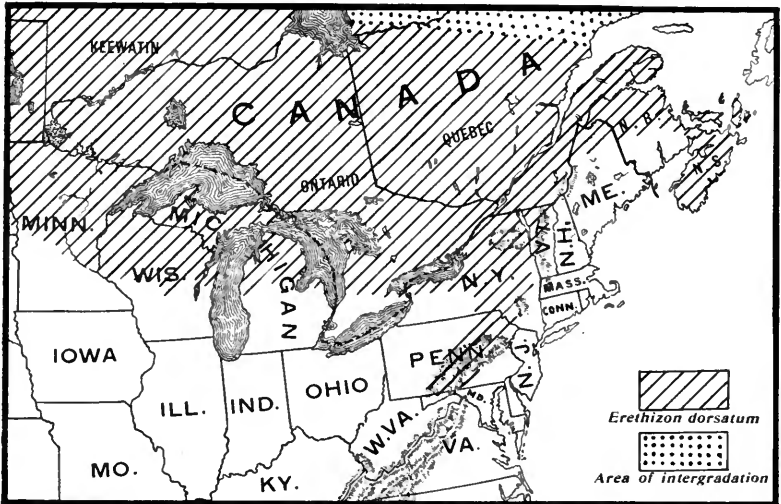 KEEWATIN
CANADA
QUEBEC
N.B.
ONTARIO
N.S.
ME.
MINN.
MICHIGAN
N.H.
WIS.
N.Y.
MASS.
CONN.
IOWA
PENN.
N.J.
OHIO
ILL.
IND.
MD.
W.VA.
VA.
MO.
KY.
Erethizon dorsatum
Area of intergradation